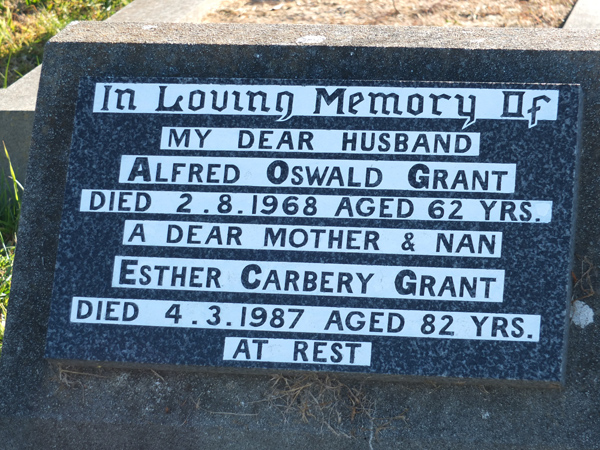 In Loving Memory Of
MY DEAR HUSBAND
ALFRED OSWALD GRANT
DIED 2.8.1968 AGED 62 YRS.
A DEAR MOTHER & NAN
ESTHER CARBERY GRANT
DIED 4.3.1987 AGED 82 YRS.
AT REST